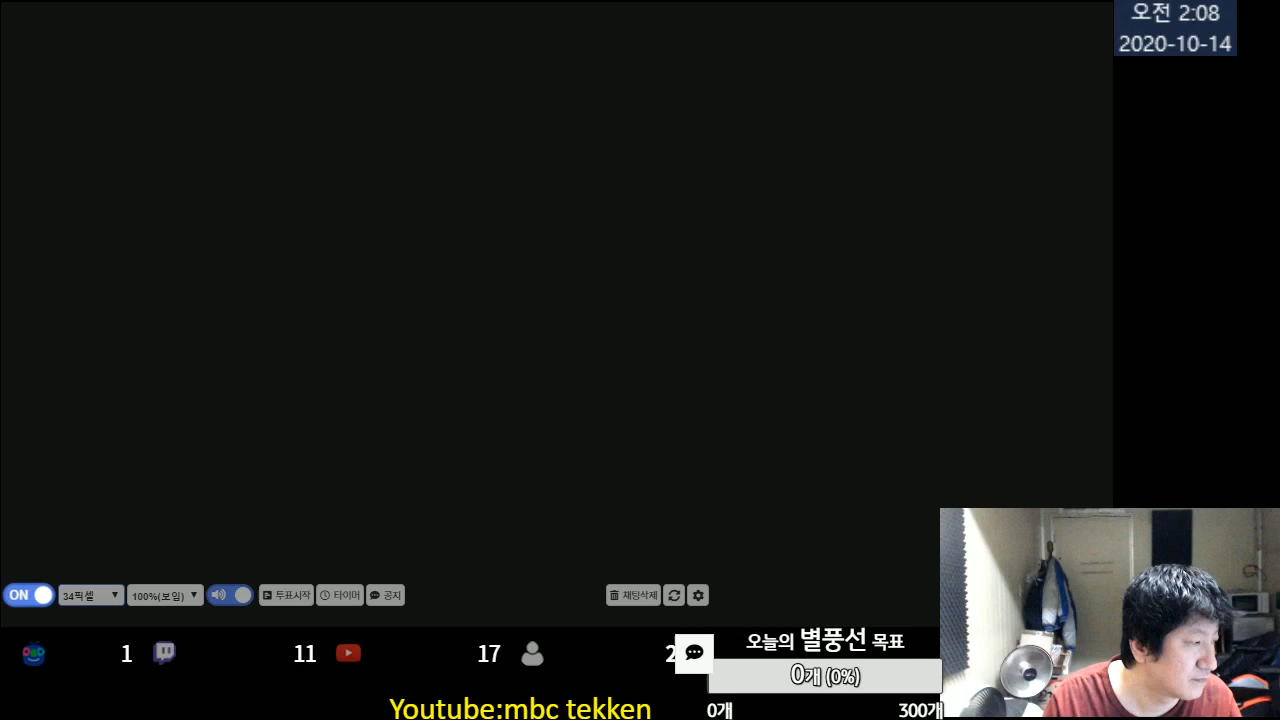 오전 2:08
2020-10-14
ON 34픽셀 100%(보임) 투표시작 타이머 공지 채팅삭제
1 11 17 2
오늘의 별풍선 목표
0개 (0%)
0개 300개
Youtube:mbc tekken